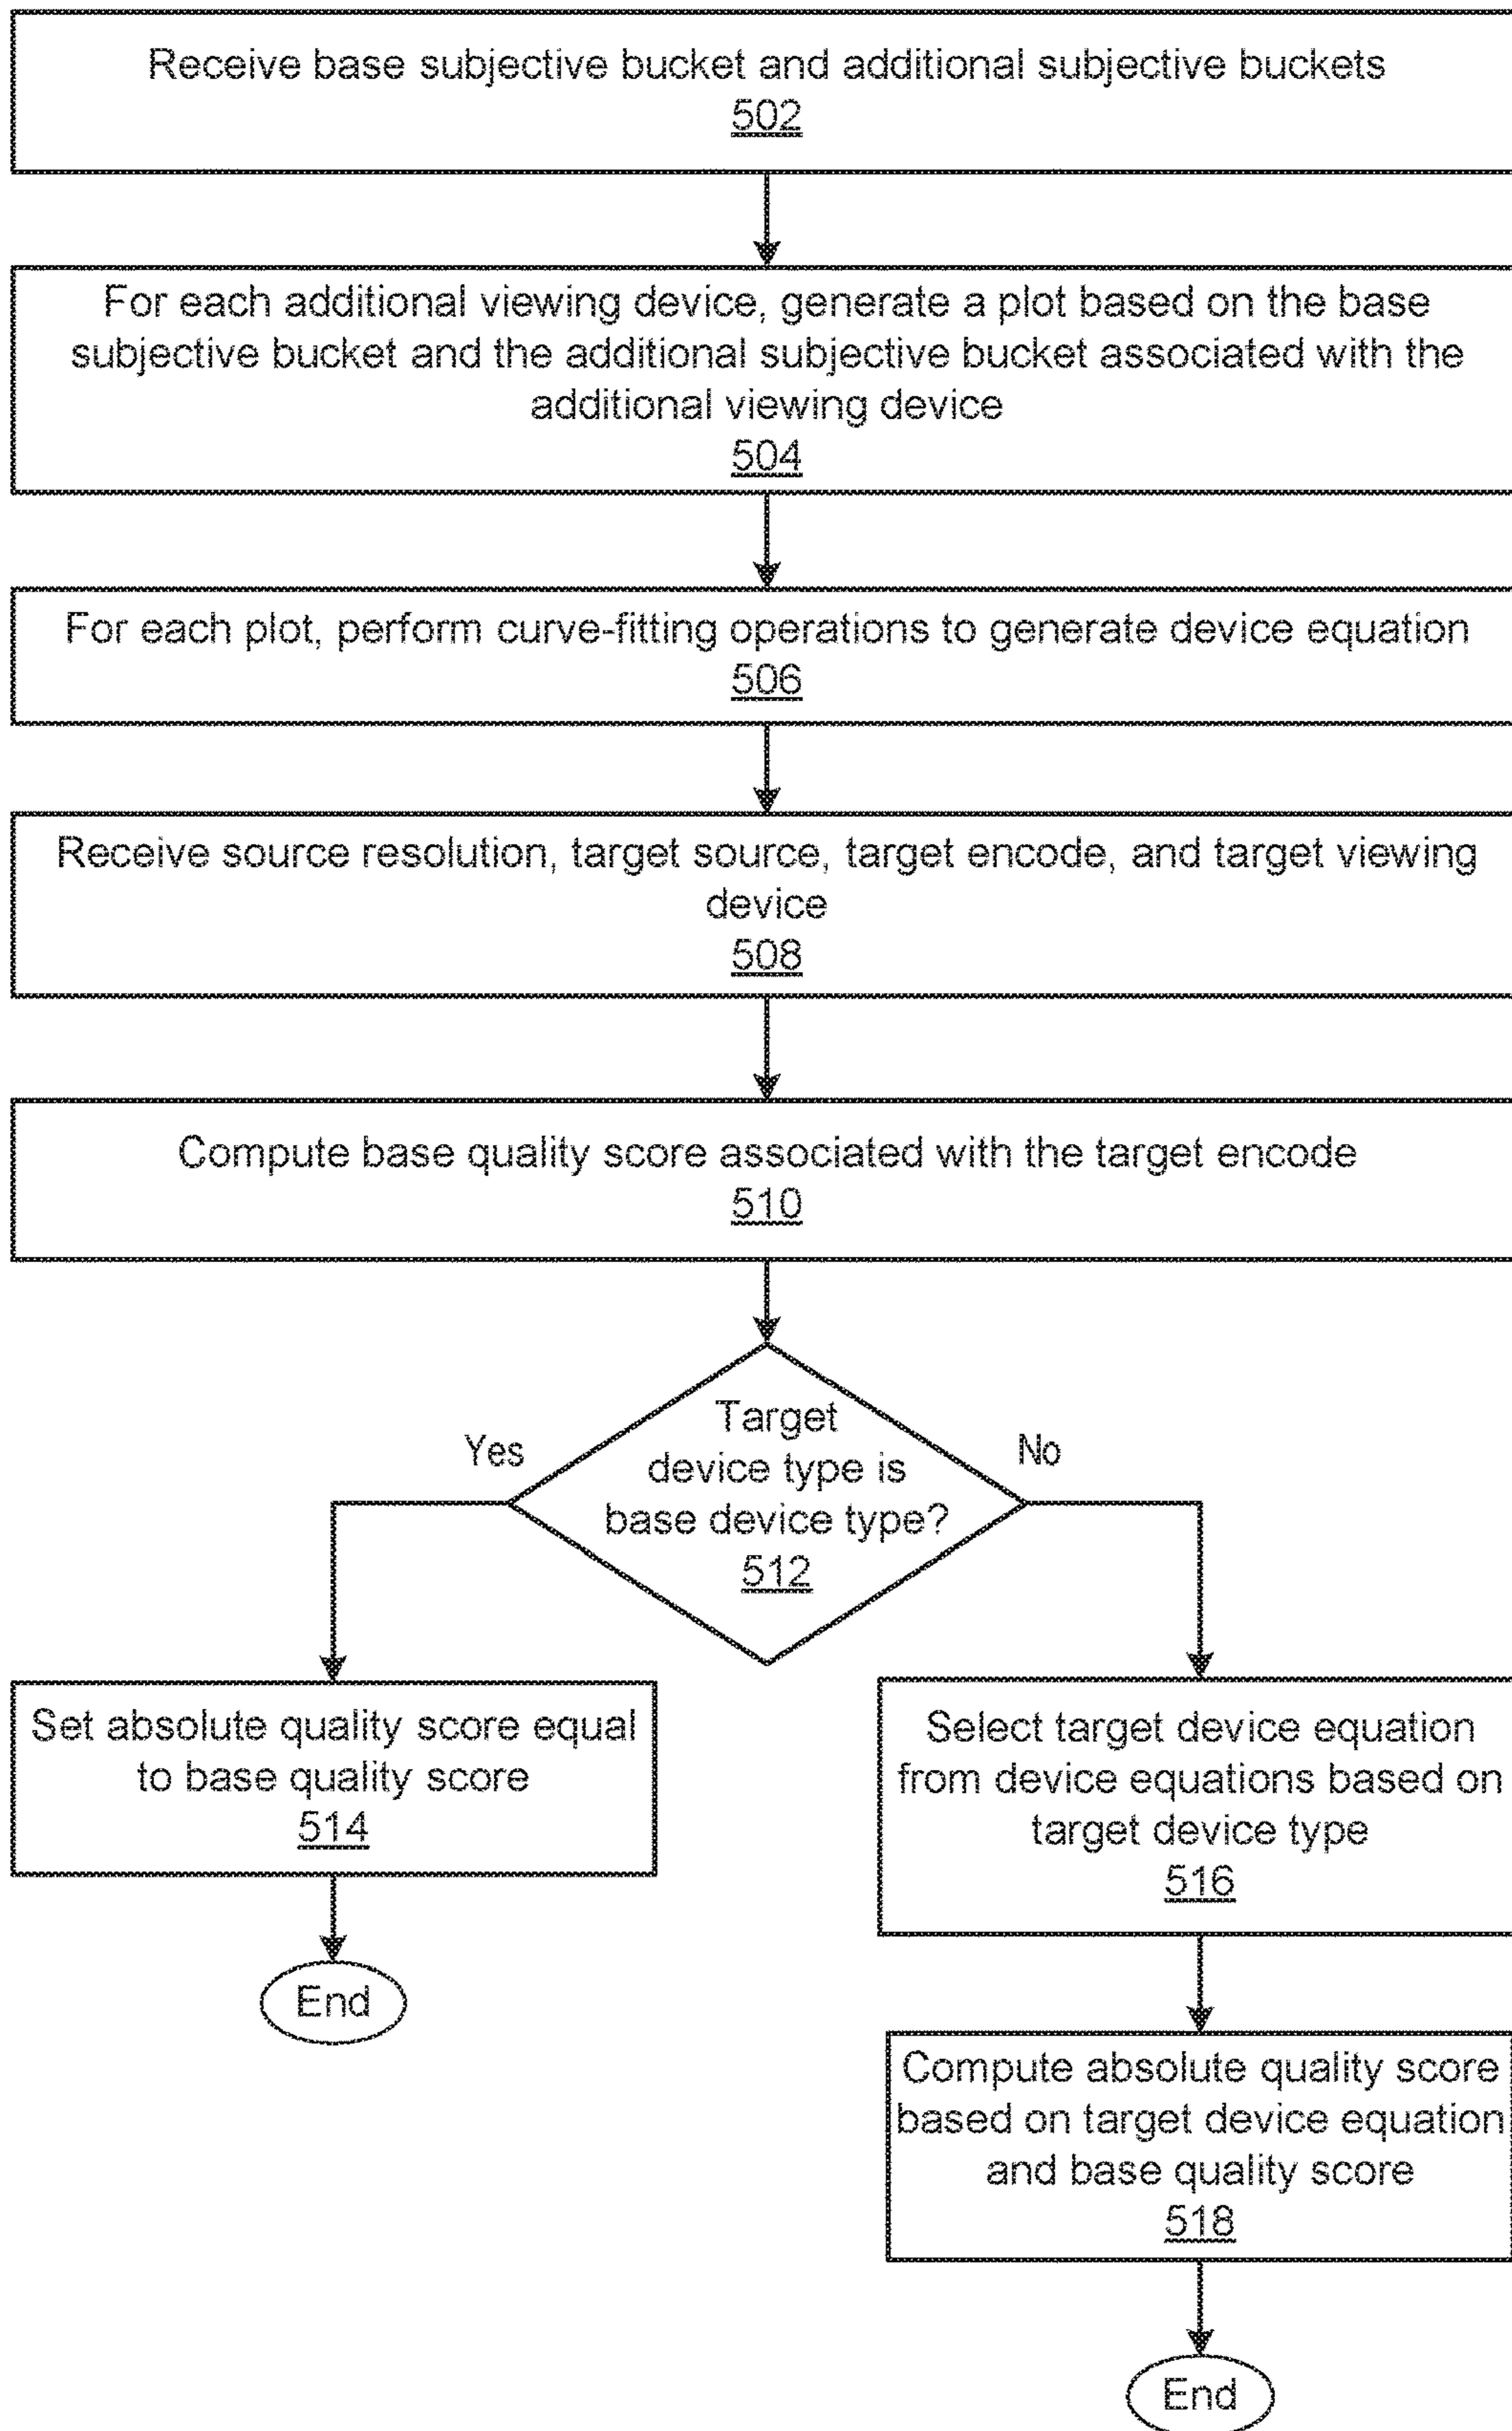 Receive base subjective bucket and additional subjective buckets
502
For each additional viewing device, generate a plot based on the base
subjective bucket and the additional subjective bucket associated with the
additional viewing device
504
For each plot, perform curve-fitting operations to generate device equation
506
Receive source resolution, target source, target encode, and target viewing
device
508
Compute base quality score associated with the target encode
510
Target
device type is
base device type?
512
Yes
No
Set absolute quality score equal
to base quality score
514
End
Select target device equation
from device equations based on
target device type
516
Compute absolute quality score
based on target device equation
and base quality score
518
End